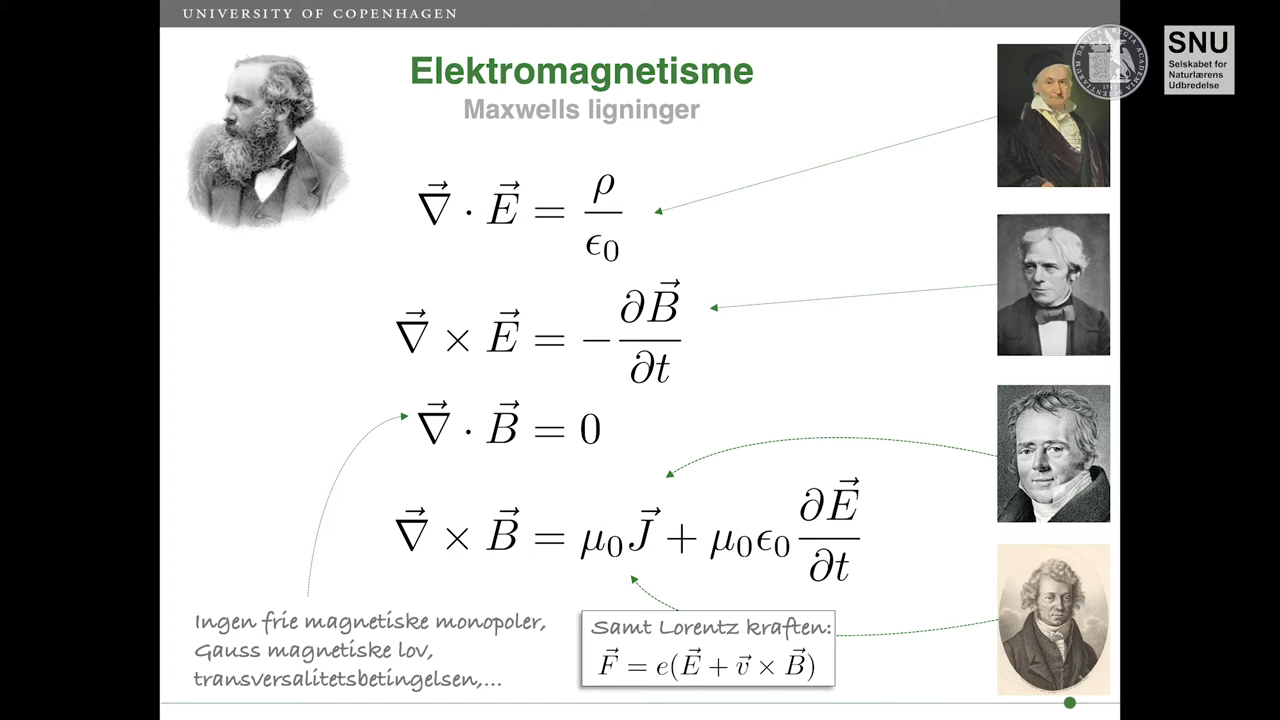 UNIVERSITY OF COPENHAGEN
SNU
Selskabet for
Naturlærens
Udbredelse
Elektromagnetisme
Maxwells ligninger
∇⃗ · E⃗ = ρ/ϵ₀
∇⃗ × E⃗ = −∂B⃗/∂t
∇⃗ · B⃗ = 0
∇⃗ × B⃗ = μ₀J⃗ + μ₀ϵ₀ ∂E⃗/∂t
Ingen frie magnetiske monopoler,
Gauss magnetiske lov,
transversalitetsbetingelsen,...
Samt Lorentz kraften:
F⃗ = e(E⃗ + v⃗ × B⃗)